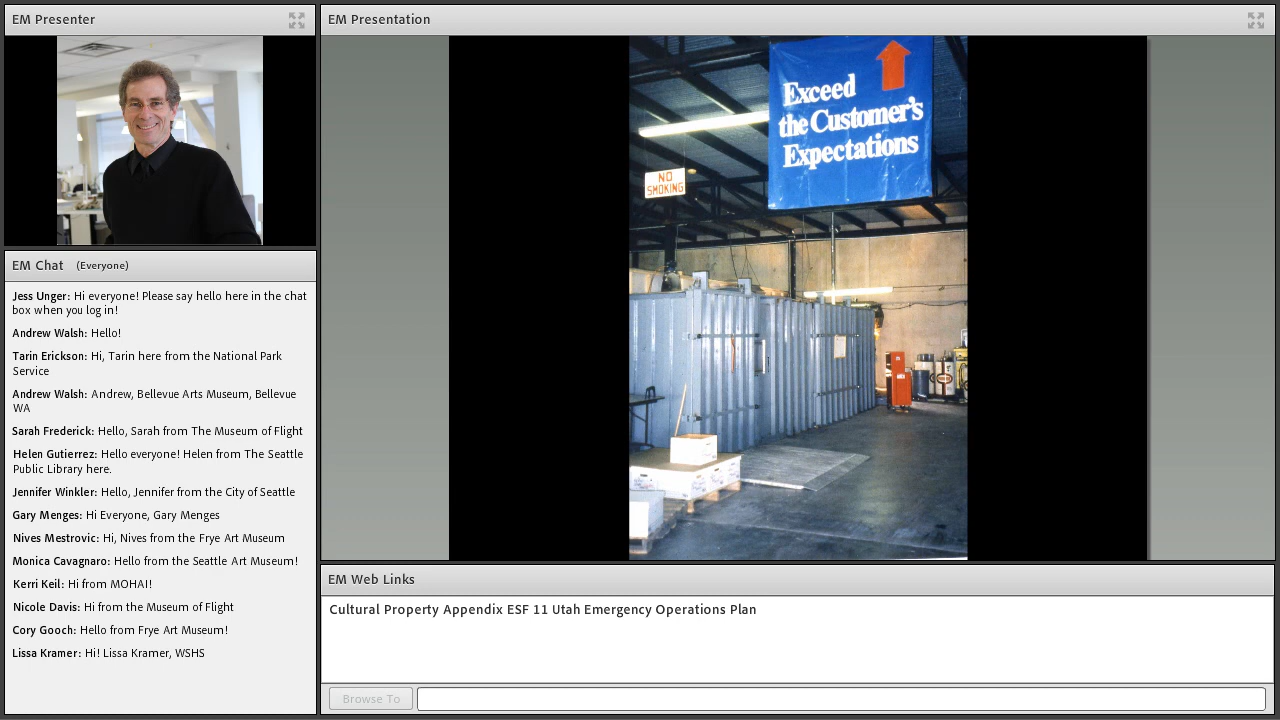 EM Presenter
EM Chat (Everyone)
Jess Unger: Hi everyone! Please say hello here in the chat
box when you log in!
Andrew Walsh: Hello!
Tarin Erickson: Hi, Tarin here from the National Park
Service
Andrew Walsh: Andrew, Bellevue Arts Museum, Bellevue
WA
Sarah Frederick: Hello, Sarah from The Museum of Flight
Helen Gutierrez: Hello everyone! Helen from The Seattle
Public Library here.
Jennifer Winkler: Hello, Jennifer from the City of Seattle
Gary Menges: Hi Everyone, Gary Menges
Nives Mestrovic: Hi, Nives from the Frye Art Museum
Monica Cavagnaro: Hello from the Seattle Art Museum!
Kerri Keil: Hi from MOHAI!
Nicole Davis: Hi from the Museum of Flight
Cory Gooch: Hello from Frye Art Museum!
Lissa Kramer: Hi! Lissa Kramer, WSHS
EM Presentation
Exceed
the Customer's
Expectations
NO
SMOKING
EM Web Links
Cultural Property Appendix ESF 11 Utah Emergency Operations Plan
Browse To